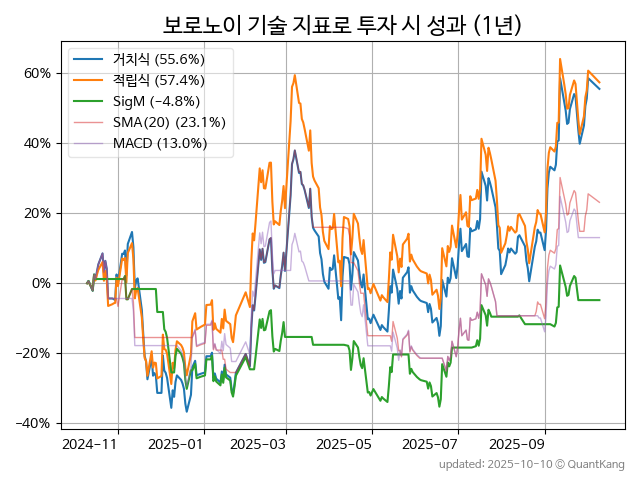 보로노이 기술 지표로 투자 시 성과 (1년)
거치식 (55.6%)
적립식 (57.4%)
SigM (−4.8%)
SMA(20) (23.1%)
MACD (13.0%)
60%
40%
20%
0%
−20%
−40%
2024-11
2025-01
2025-03
2025-05
2025-07
2025-09
updated: 2025-10-10 © QuantKang